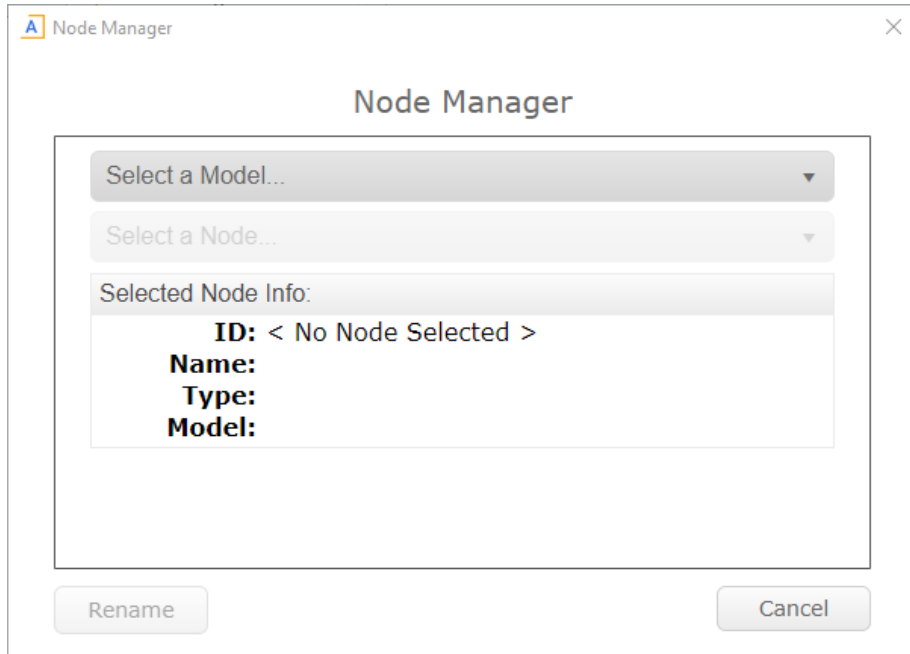 A Node Manager
Node Manager
Select a Model...
Select a Node...
Selected Node Info:
ID: < No Node Selected >
Name:
Type:
Model:
Rename
Cancel